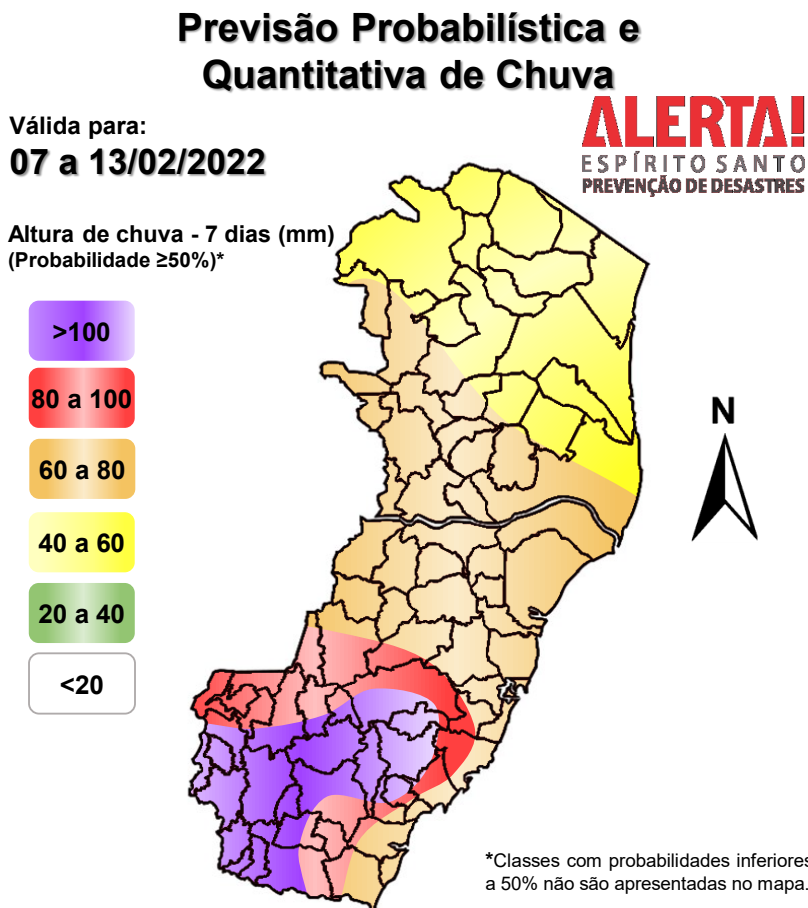 Previsão Probabilística e
Quantitativa de Chuva
Válida para:
07 a 13/02/2022
ALERTA!
ESPÍRITO SANTO
PREVENÇÃO DE DESASTRES
Altura de chuva - 7 dias (mm)
(Probabilidade ≥50%)*
>100
80 a 100
60 a 80
40 a 60
20 a 40
<20
N
*Classes com probabilidades inferiores
a 50% não são apresentadas no mapa.